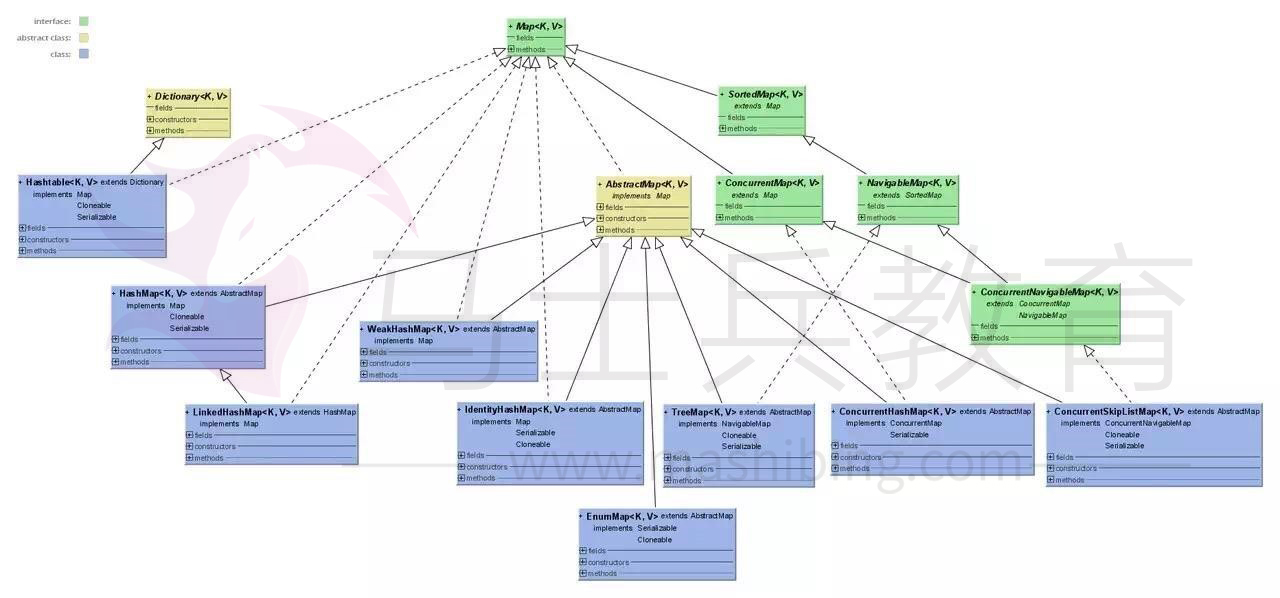 interface:
abstract class:
class:
Map<K, V>
fields
methods
Dictionary<K, V>
fields
constructors
methods
SortedMap<K, V>
extends Map
fields
methods
Hashtable<K, V> extends Dictionary
implements Map
Cloneable
Serializable
fields
constructors
methods
AbstractMap<K, V>
implements Map
fields
constructors
methods
ConcurrentMap<K, V>
extends Map
fields
methods
NavigableMap<K, V>
extends SortedMap
fields
methods
HashMap<K, V> extends AbstractMap
implements Map
Cloneable
Serializable
fields
constructors
methods
WeakHashMap<K, V> extends AbstractMap
implements Map
fields
constructors
methods
ConcurrentNavigableMap<K, V>
extends ConcurrentMap
NavigableMap
fields
methods
LinkedHashMap<K, V> extends HashMap
implements Map
fields
constructors
methods
IdentityHashMap<K, V> extends AbstractMap
implements Map
Serializable
Cloneable
fields
constructors
methods
TreeMap<K, V> extends AbstractMap
implements NavigableMap
Cloneable
Serializable
fields
constructors
methods
ConcurrentHashMap<K, V> extends AbstractMap
implements ConcurrentMap
Serializable
fields
constructors
methods
ConcurrentSkipListMap<K, V> extends AbstractMap
implements ConcurrentNavigableMap
Cloneable
Serializable
fields
constructors
methods
EnumMap<K, V> extends AbstractMap
implements Serializable
Cloneable
fields
constructors
methods
马士兵教育
www.mashibing.com